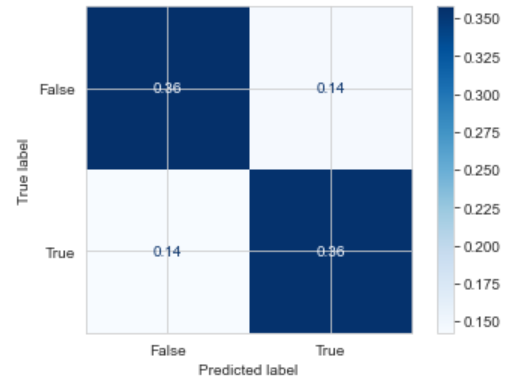 False
True
True label
0.36
0.14
0.14
0.36
False
True
Predicted label
0.350
0.325
0.300
0.275
0.250
0.225
0.200
0.175
0.150